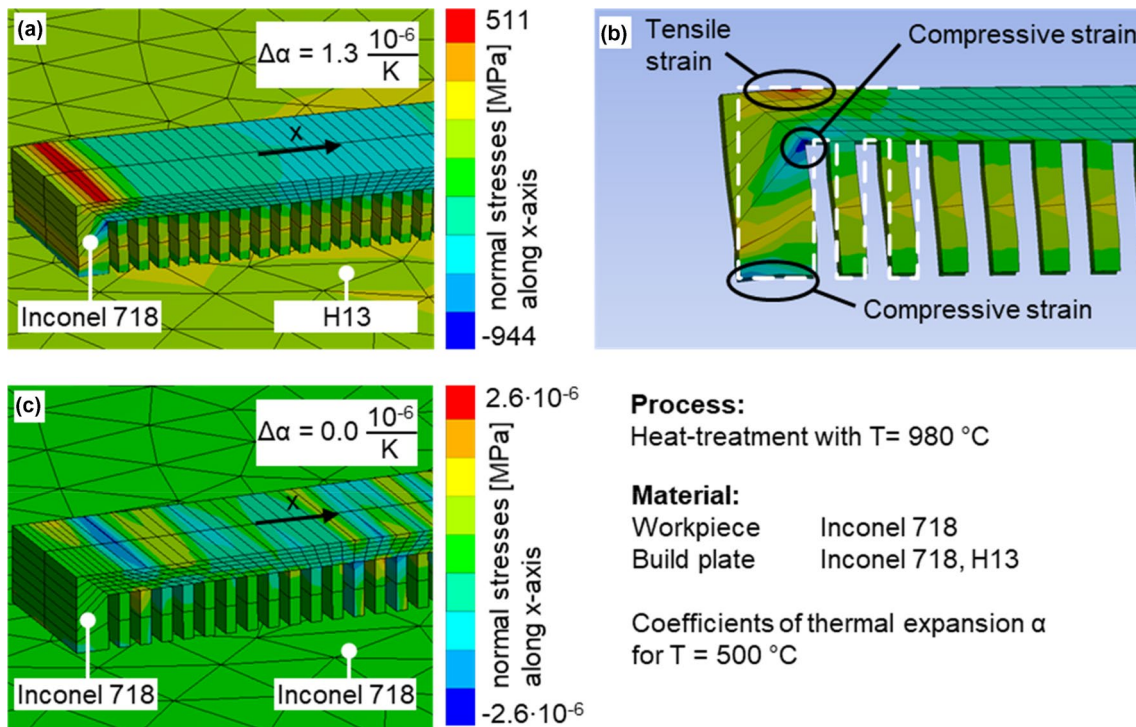 (a)
Δα = 1.3 10⁻⁶/K
x
Inconel 718
H13
511
normal stresses [MPa]
along x-axis
-944
(b)
Tensile
strain
Compressive strain
Compressive strain
(c)
Δα = 0.0 10⁻⁶/K
x
Inconel 718
Inconel 718
2.6·10⁻⁶
normal stresses [MPa]
along x-axis
-2.6·10⁻⁶
Process:
Heat-treatment with T= 980 °C
Material:
Workpiece Inconel 718
Build plate Inconel 718, H13
Coefficients of thermal expansion α
for T = 500 °C